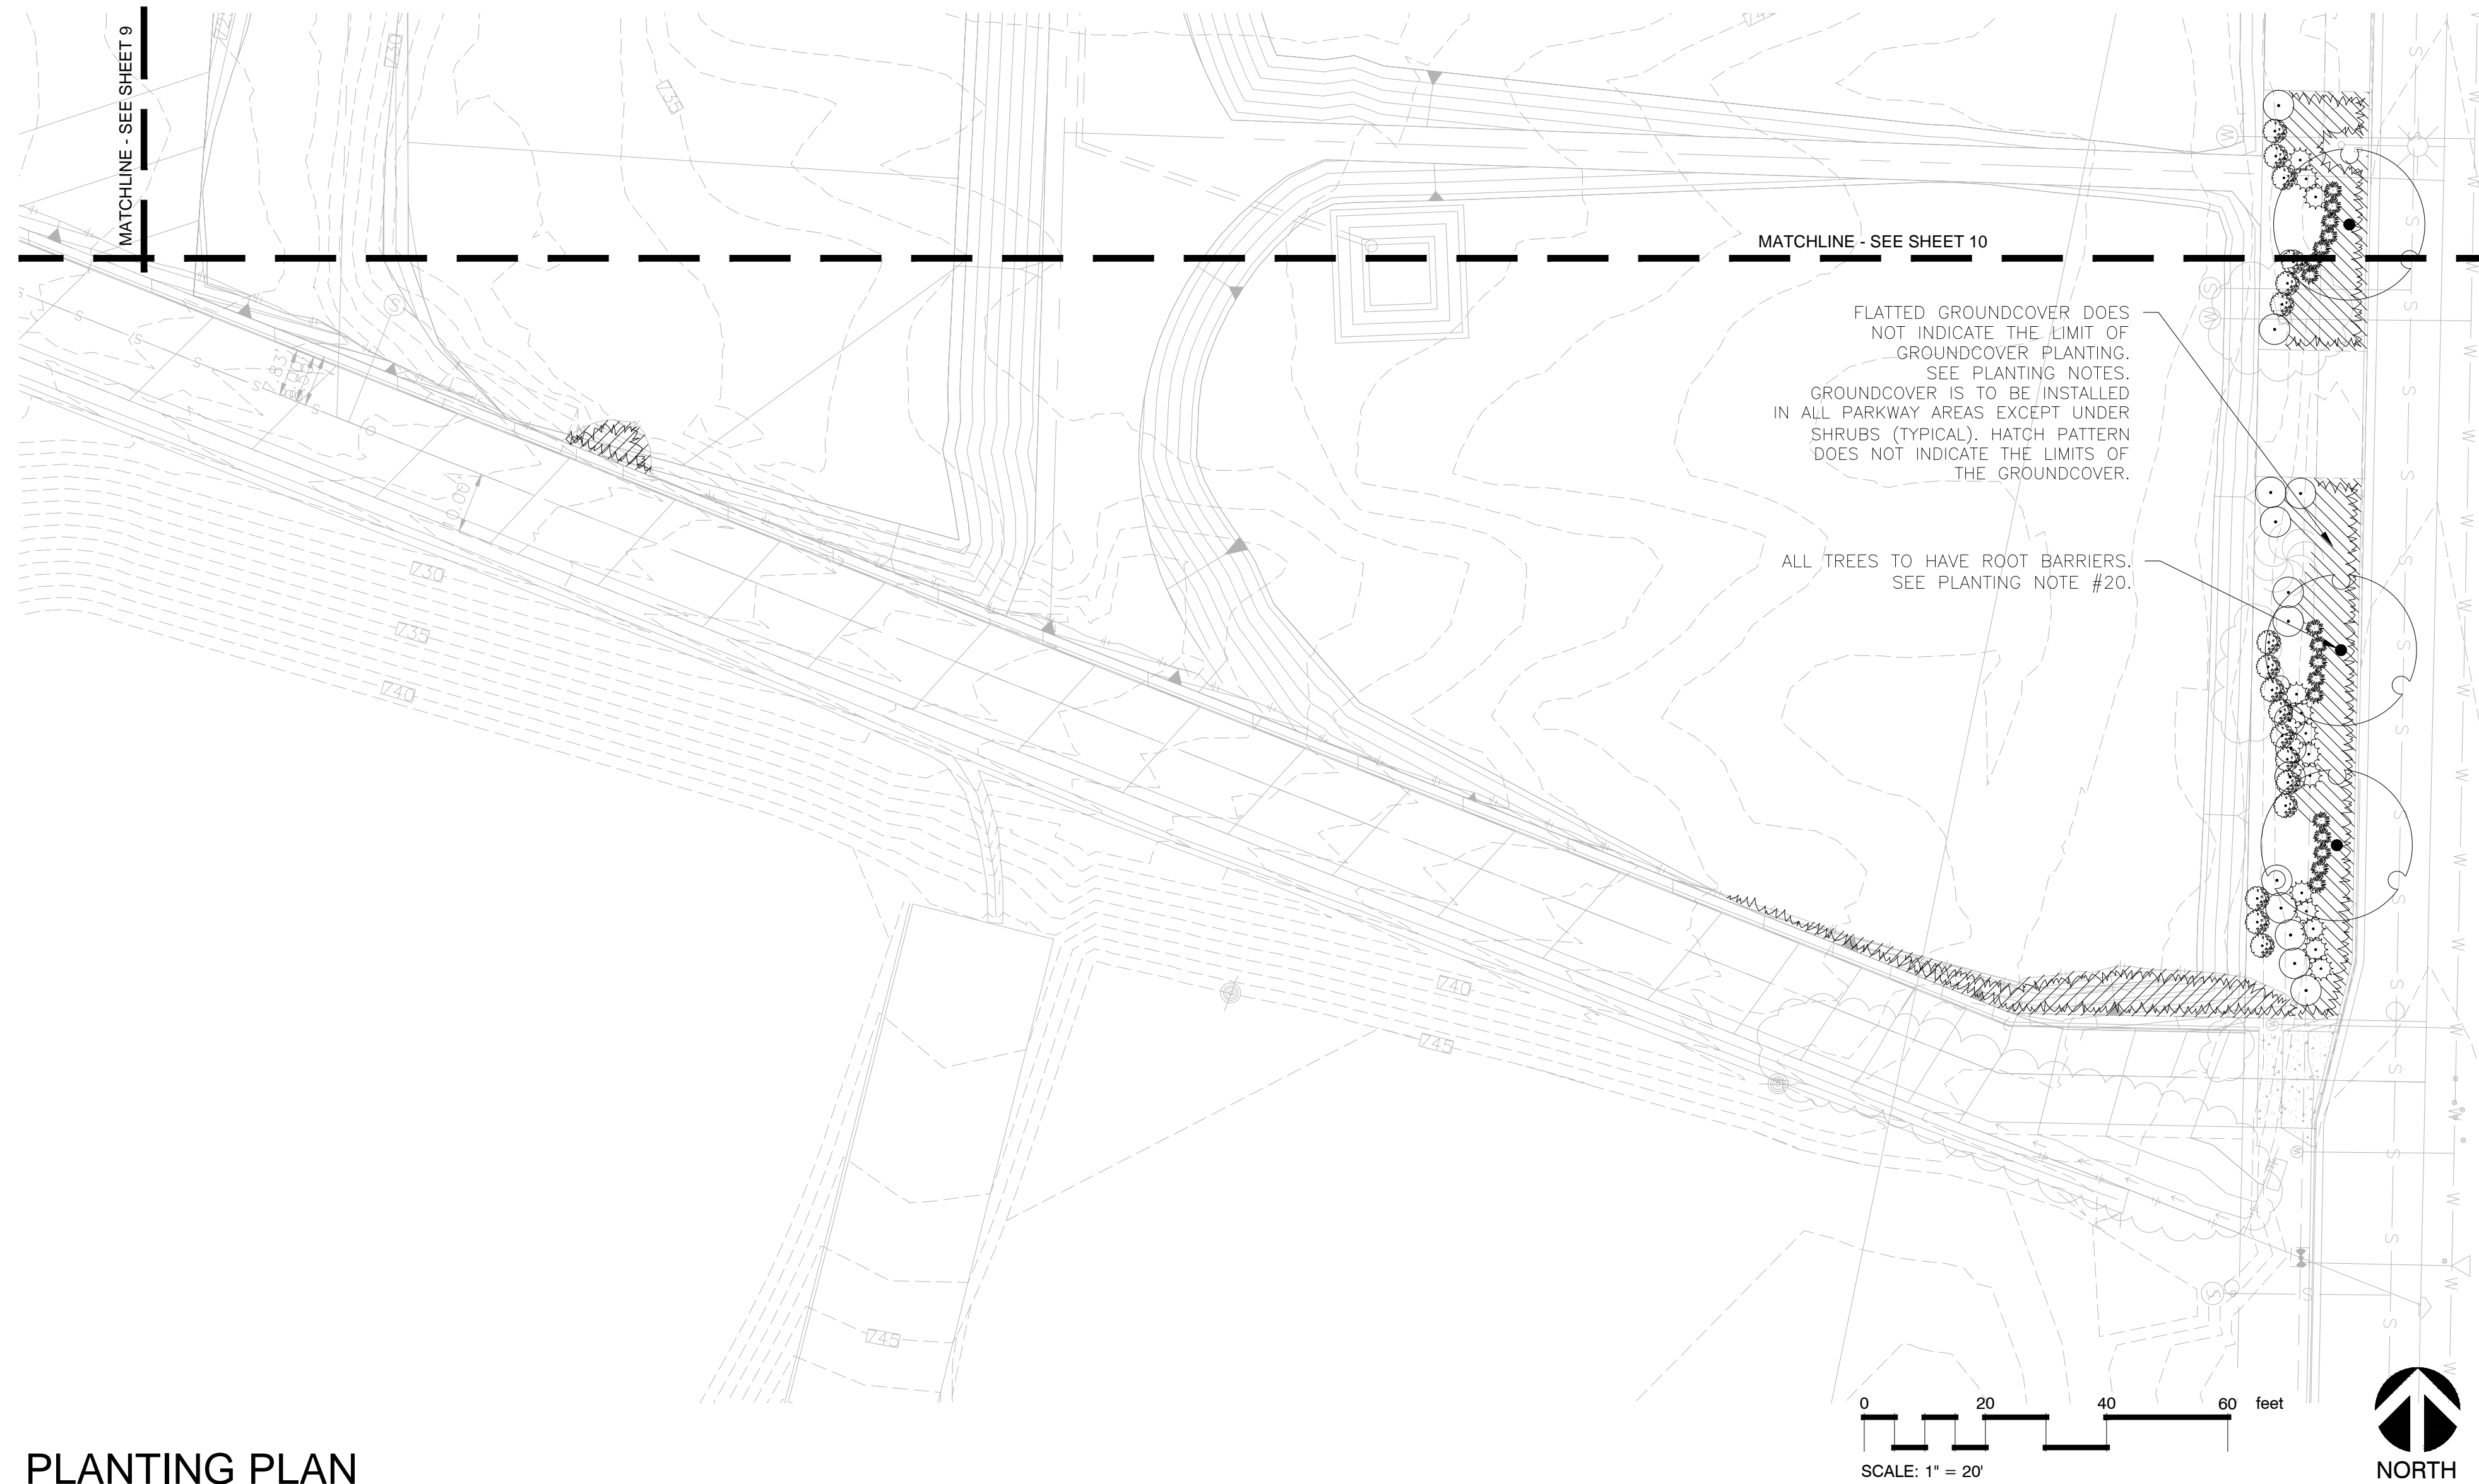 MATCHLINE - SEE SHEET 9
730
735
MATCHLINE - SEE SHEET 10
FLATTED GROUNDCOVER DOES
NOT INDICATE THE LIMIT OF
GROUNDCOVER PLANTING.
SEE PLANTING NOTES.
GROUNDCOVER IS TO BE INSTALLED
IN ALL PARKWAY AREAS EXCEPT UNDER
SHRUBS (TYPICAL). HATCH PATTERN
DOES NOT INDICATE THE LIMITS OF
THE GROUNDCOVER.
ALL TREES TO HAVE ROOT BARRIERS.
SEE PLANTING NOTE #20.
10.00'
730
735
740
740
745
745
0 20 40 60 feet
SCALE: 1" = 20'
NORTH
PLANTING PLAN